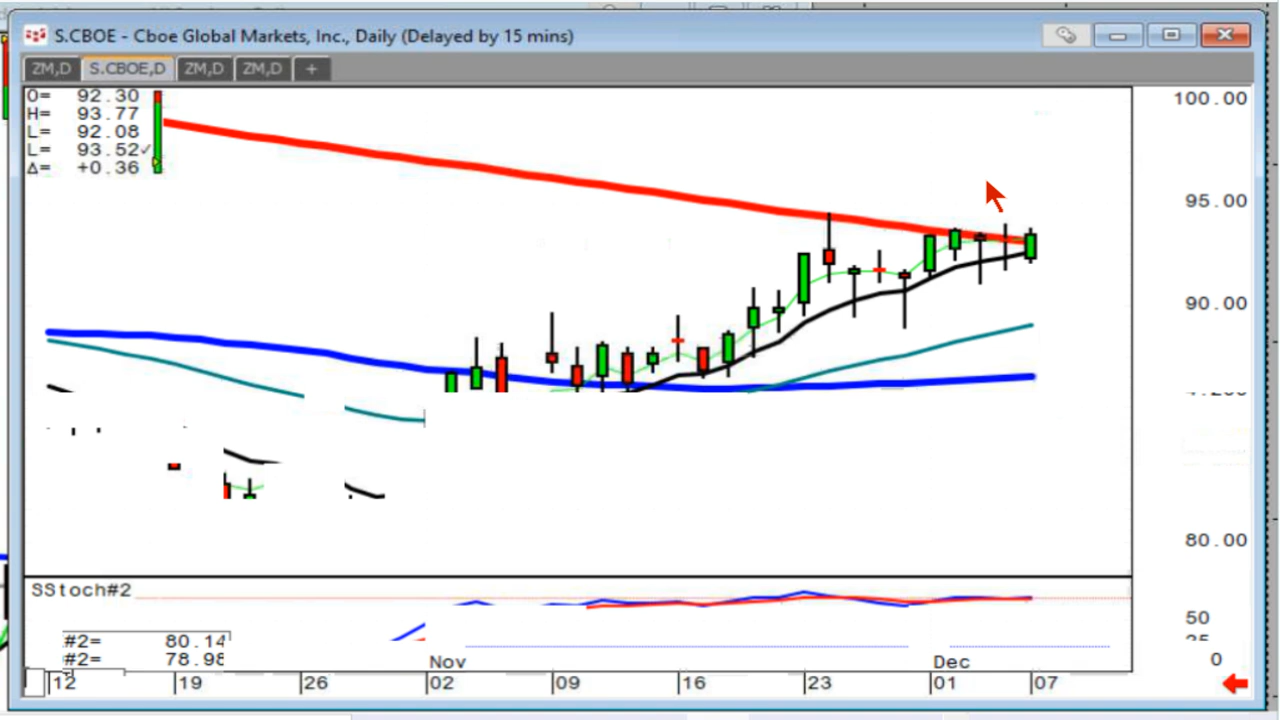 S.CBOE - Cboe Global Markets, Inc., Daily (Delayed by 15 mins)
ZM,D S.CBOE,D ZM,D ZM,D +
O= 92.30
H= 93.77
L= 92.08
L= 93.52✓
Δ= +0.36
100.00
95.00
90.00
80.00
SStoch#2
50
#2= 80.14
#2= 78.98
0
Nov Dec
12 19 26 02 09 16 23 01 07